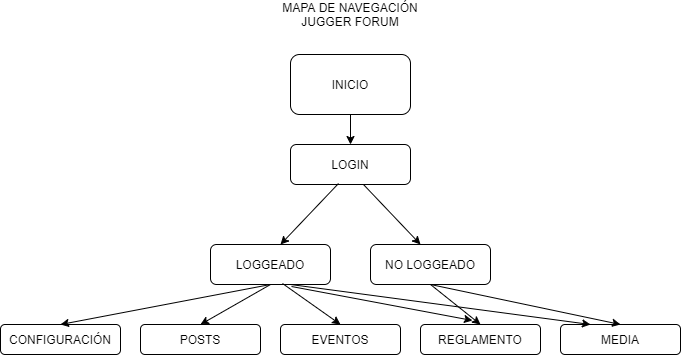 MAPA DE NAVEGACIÓN
JUGGER FORUM
INICIO
LOGIN
LOGGEADO
NO LOGGEADO
CONFIGURACIÓN
POSTS
EVENTOS
REGLAMENTO
MEDIA